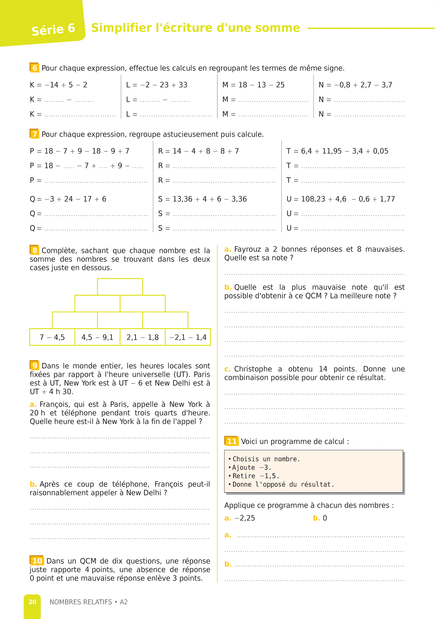 Série 6 Simplifier l'écriture d'une somme
6 Pour chaque expression, effectue les calculs en regroupant les termes de même signe.
K = −14 + 5 − 2 L = −2 − 23 + 33 M = 18 − 13 − 25 N = −0,8 + 2,7 − 3,7
K = ......... − ......... L = ......... − ......... M = ................................. N = .................................
K = ................................. L = ................................. M = ................................. N = .................................
7 Pour chaque expression, regroupe astucieusement puis calcule.
P = 18 − 7 + 9 − 18 − 9 + 7 R = 14 − 4 + 8 − 8 + 7 T = 6,4 + 11,95 − 3,4 + 0,05
P = 18 − ..... − 7 + .... + 9 − ..... R = ................................. T = .................................
P = ................................. R = ................................. T = .................................
Q = −3 + 24 − 17 + 6 S = 13,36 + 4 + 6 − 3,36 U = 108,23 + 4,6 − 0,6 + 1,77
Q = ................................. S = ................................. U = .................................
Q = ................................. S = ................................. U = .................................
8 Complète, sachant que chaque nombre est la
somme des nombres se trouvant dans les deux
cases juste en dessous.
7 − 4,5 4,5 − 9,1 2,1 − 1,8 −2,1 − 1,4
9 Dans le monde entier, les heures locales sont
fixées par rapport à l'heure universelle (UT). Paris
est à UT, New York est à UT − 6 et New Delhi est à
UT + 4 h 30.
a. François, qui est à Paris, appelle à New York à
20 h et téléphone pendant trois quarts d'heure.
Quelle heure est-il à New York à la fin de l'appel ?
b. Après ce coup de téléphone, François peut-il
raisonnablement appeler à New Delhi ?
10 Dans un QCM de dix questions, une réponse
juste rapporte 4 points, une absence de réponse
0 point et une mauvaise réponse enlève 3 points.
a. Fayrouz a 2 bonnes réponses et 8 mauvaises.
Quelle est sa note ?
b. Quelle est la plus mauvaise note qu'il est
possible d'obtenir à ce QCM ? La meilleure note ?
c. Christophe a obtenu 14 points. Donne une
combinaison possible pour obtenir ce résultat.
11 Voici un programme de calcul :
• Choisis un nombre.
• Ajoute −3.
• Retire −1,5.
• Donne l'opposé du résultat.
Applique ce programme à chacun des nombres :
a. −2,25 b. 0
a. .................................
b. .................................
20 NOMBRES RELATIFS • A2